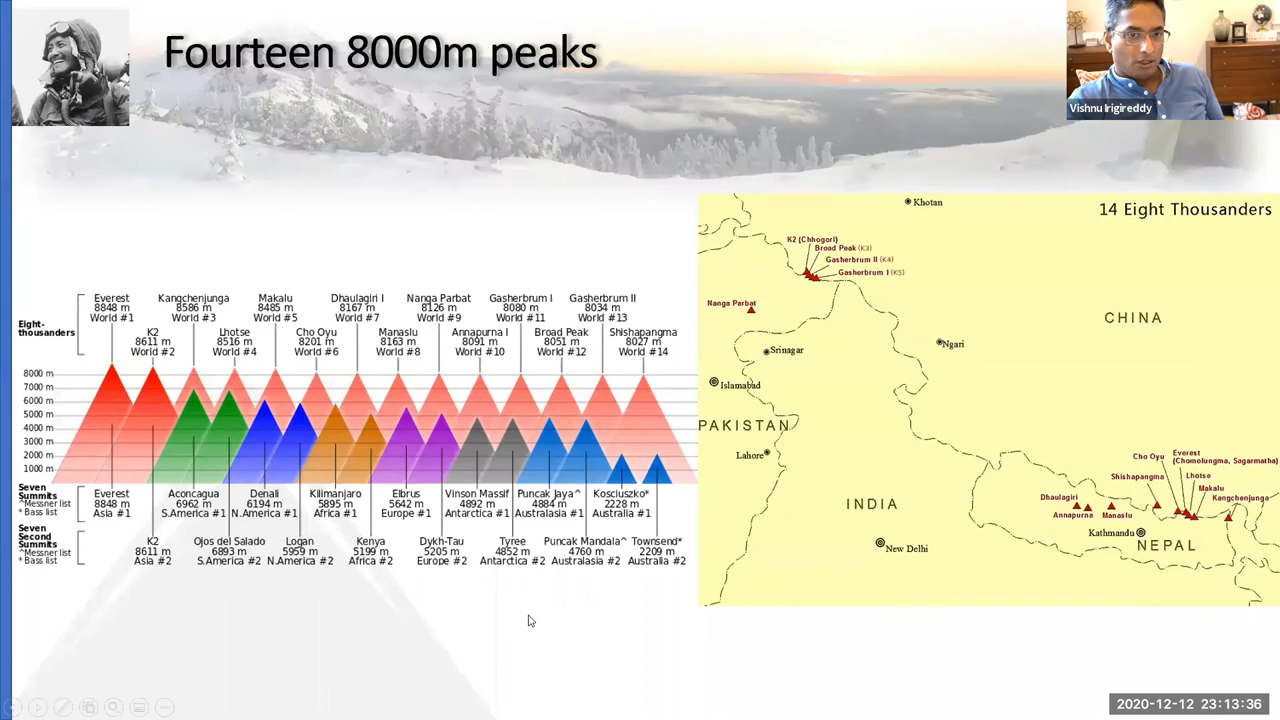 Fourteen 8000m peaks
Vishnu Irigireddy
Eight-
thousanders
Everest
8848 m
World #1
K2
8611 m
World #2
Kangchenjunga
8586 m
World #3
Lhotse
8516 m
World #4
Makalu
8485 m
World #5
Cho Oyu
8201 m
World #6
Dhaulagiri I
8167 m
World #7
Manaslu
8163 m
World #8
Nanga Parbat
8126 m
World #9
Annapurna I
8091 m
World #10
Gasherbrum I
8080 m
World #11
Broad Peak
8051 m
World #12
Gasherbrum II
8034 m
World #13
Shishapangma
8027 m
World #14
8000 m
7000 m
6000 m
5000 m
4000 m
3000 m
2000 m
1000 m
Seven
Summits
^Messner list
* Bass list
Everest
8848 m
Asia #1
Aconcagua
6962 m
S.America #1
Denali
6194 m
N.America #1
Kilimanjaro
5895 m
Africa #1
Elbrus
5642 m
Europe #1
Vinson Massif
4892 m
Antarctica #1
Puncak Jaya^
4884 m
Australasia #1
Kosciuszko*
2228 m
Australia #1
Seven
Second
Summits
^Messner list
* Bass list
K2
8611 m
Asia #2
Ojos del Salado
6893 m
S.America #2
Logan
5959 m
N.America #2
Kenya
5199 m
Africa #2
Dykh-Tau
5205 m
Europe #2
Tyree
4852 m
Antarctica #2
Puncak Mandala^
4760 m
Australasia #2
Townsend*
2209 m
Australia #2
14 Eight Thousanders
Khotan
K2 (Chhogori)
Broad Peak (K3)
Gasherbrum II (K4)
Gasherbrum I (K5)
Nanga Parbat
CHINA
Srinagar
Ngari
Islamabad
PAKISTAN
Lahore
INDIA
New Delhi
Cho Oyu
Everest
(Chomolungma, Sagarmatha)
Lhotse
Shishapangma
Makalu
Kangchenjunga
Dhaulagiri
Annapurna
Manaslu
Kathmandu
NEPAL
2020-12-12 23:13:36